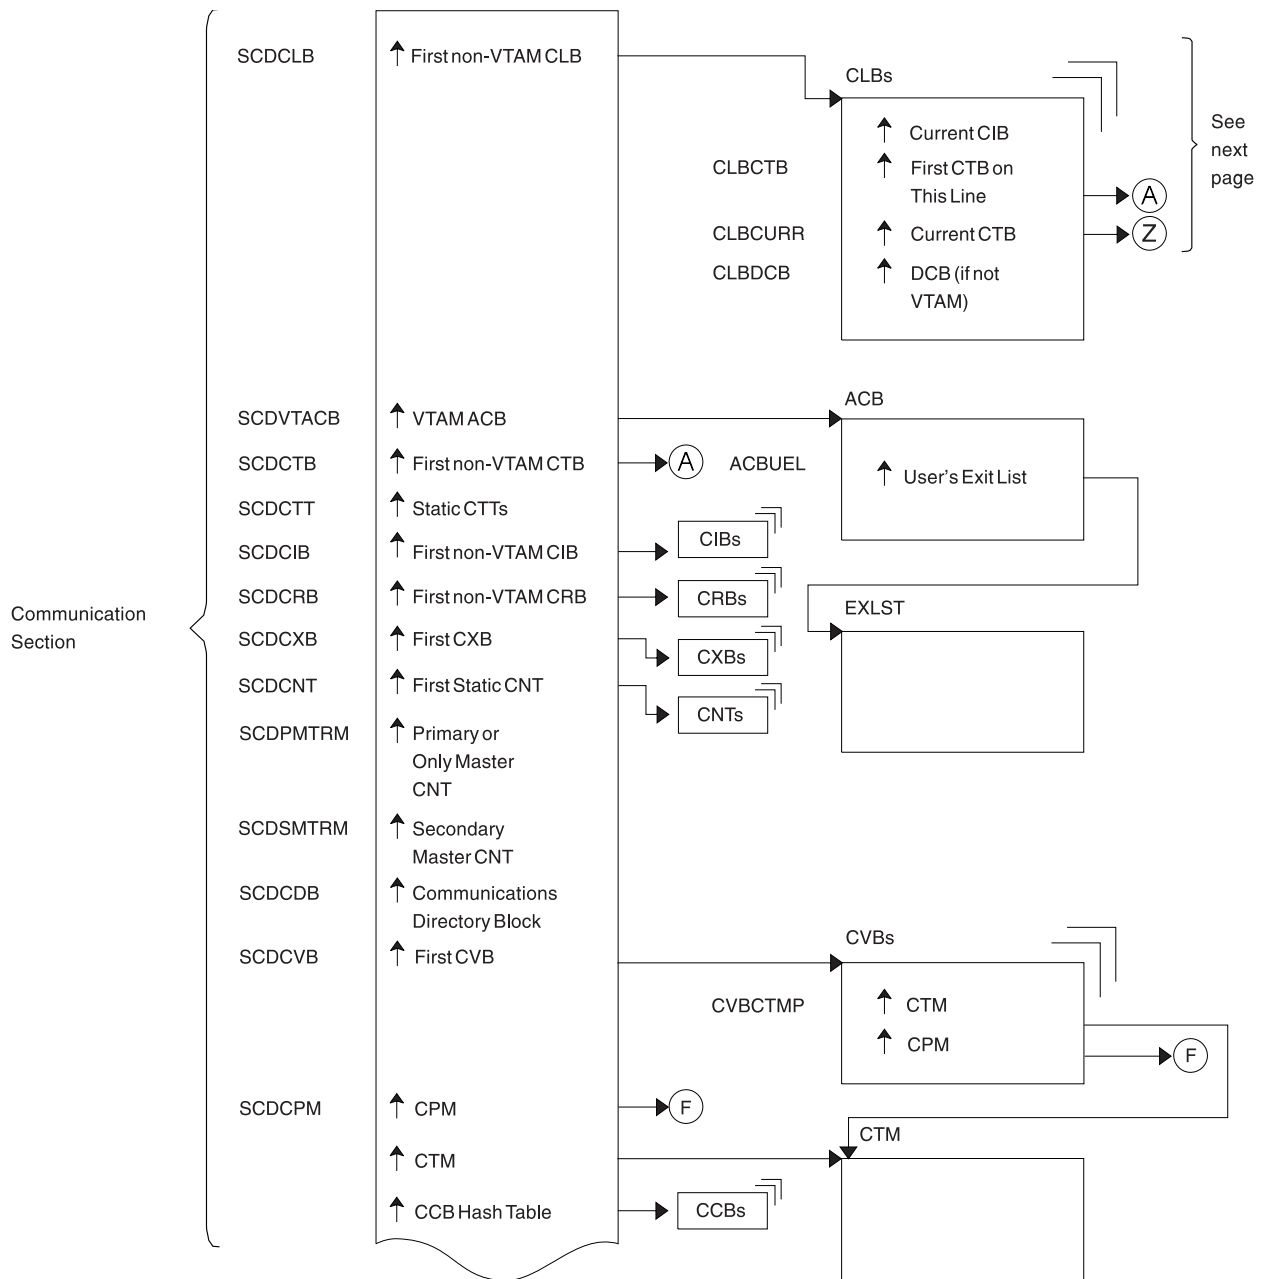 SCDCLB
First non-VTAM CLB
CLBs
Current CIB
CLBCTB
First CTB on
This Line
A
CLBCURR
Current CTB
Z
CLBDCB
DCB (if not
VTAM)
See
next
page
SCDVTACB
VTAM ACB
ACB
SCDCTB
First non-VTAM CTB
A
ACBUEL
User's Exit List
SCDCTT
Static CTTs
SCDCIB
First non-VTAM CIB
CIBs
SCDCRB
First non-VTAM CRB
CRBs
EXLST
Communication
Section
SCDCXB
First CXB
CXBs
SCDCNT
First Static CNT
CNTs
SCDPMTRM
Primary or
Only Master
CNT
SCDSMTRM
Secondary
Master CNT
SCDCDB
Communications
Directory Block
SCDCVB
First CVB
CVBs
CVBCTMP
CTM
CPM
F
SCDCPM
CPM
F
CTM
CTM
CCB Hash Table
CCBs